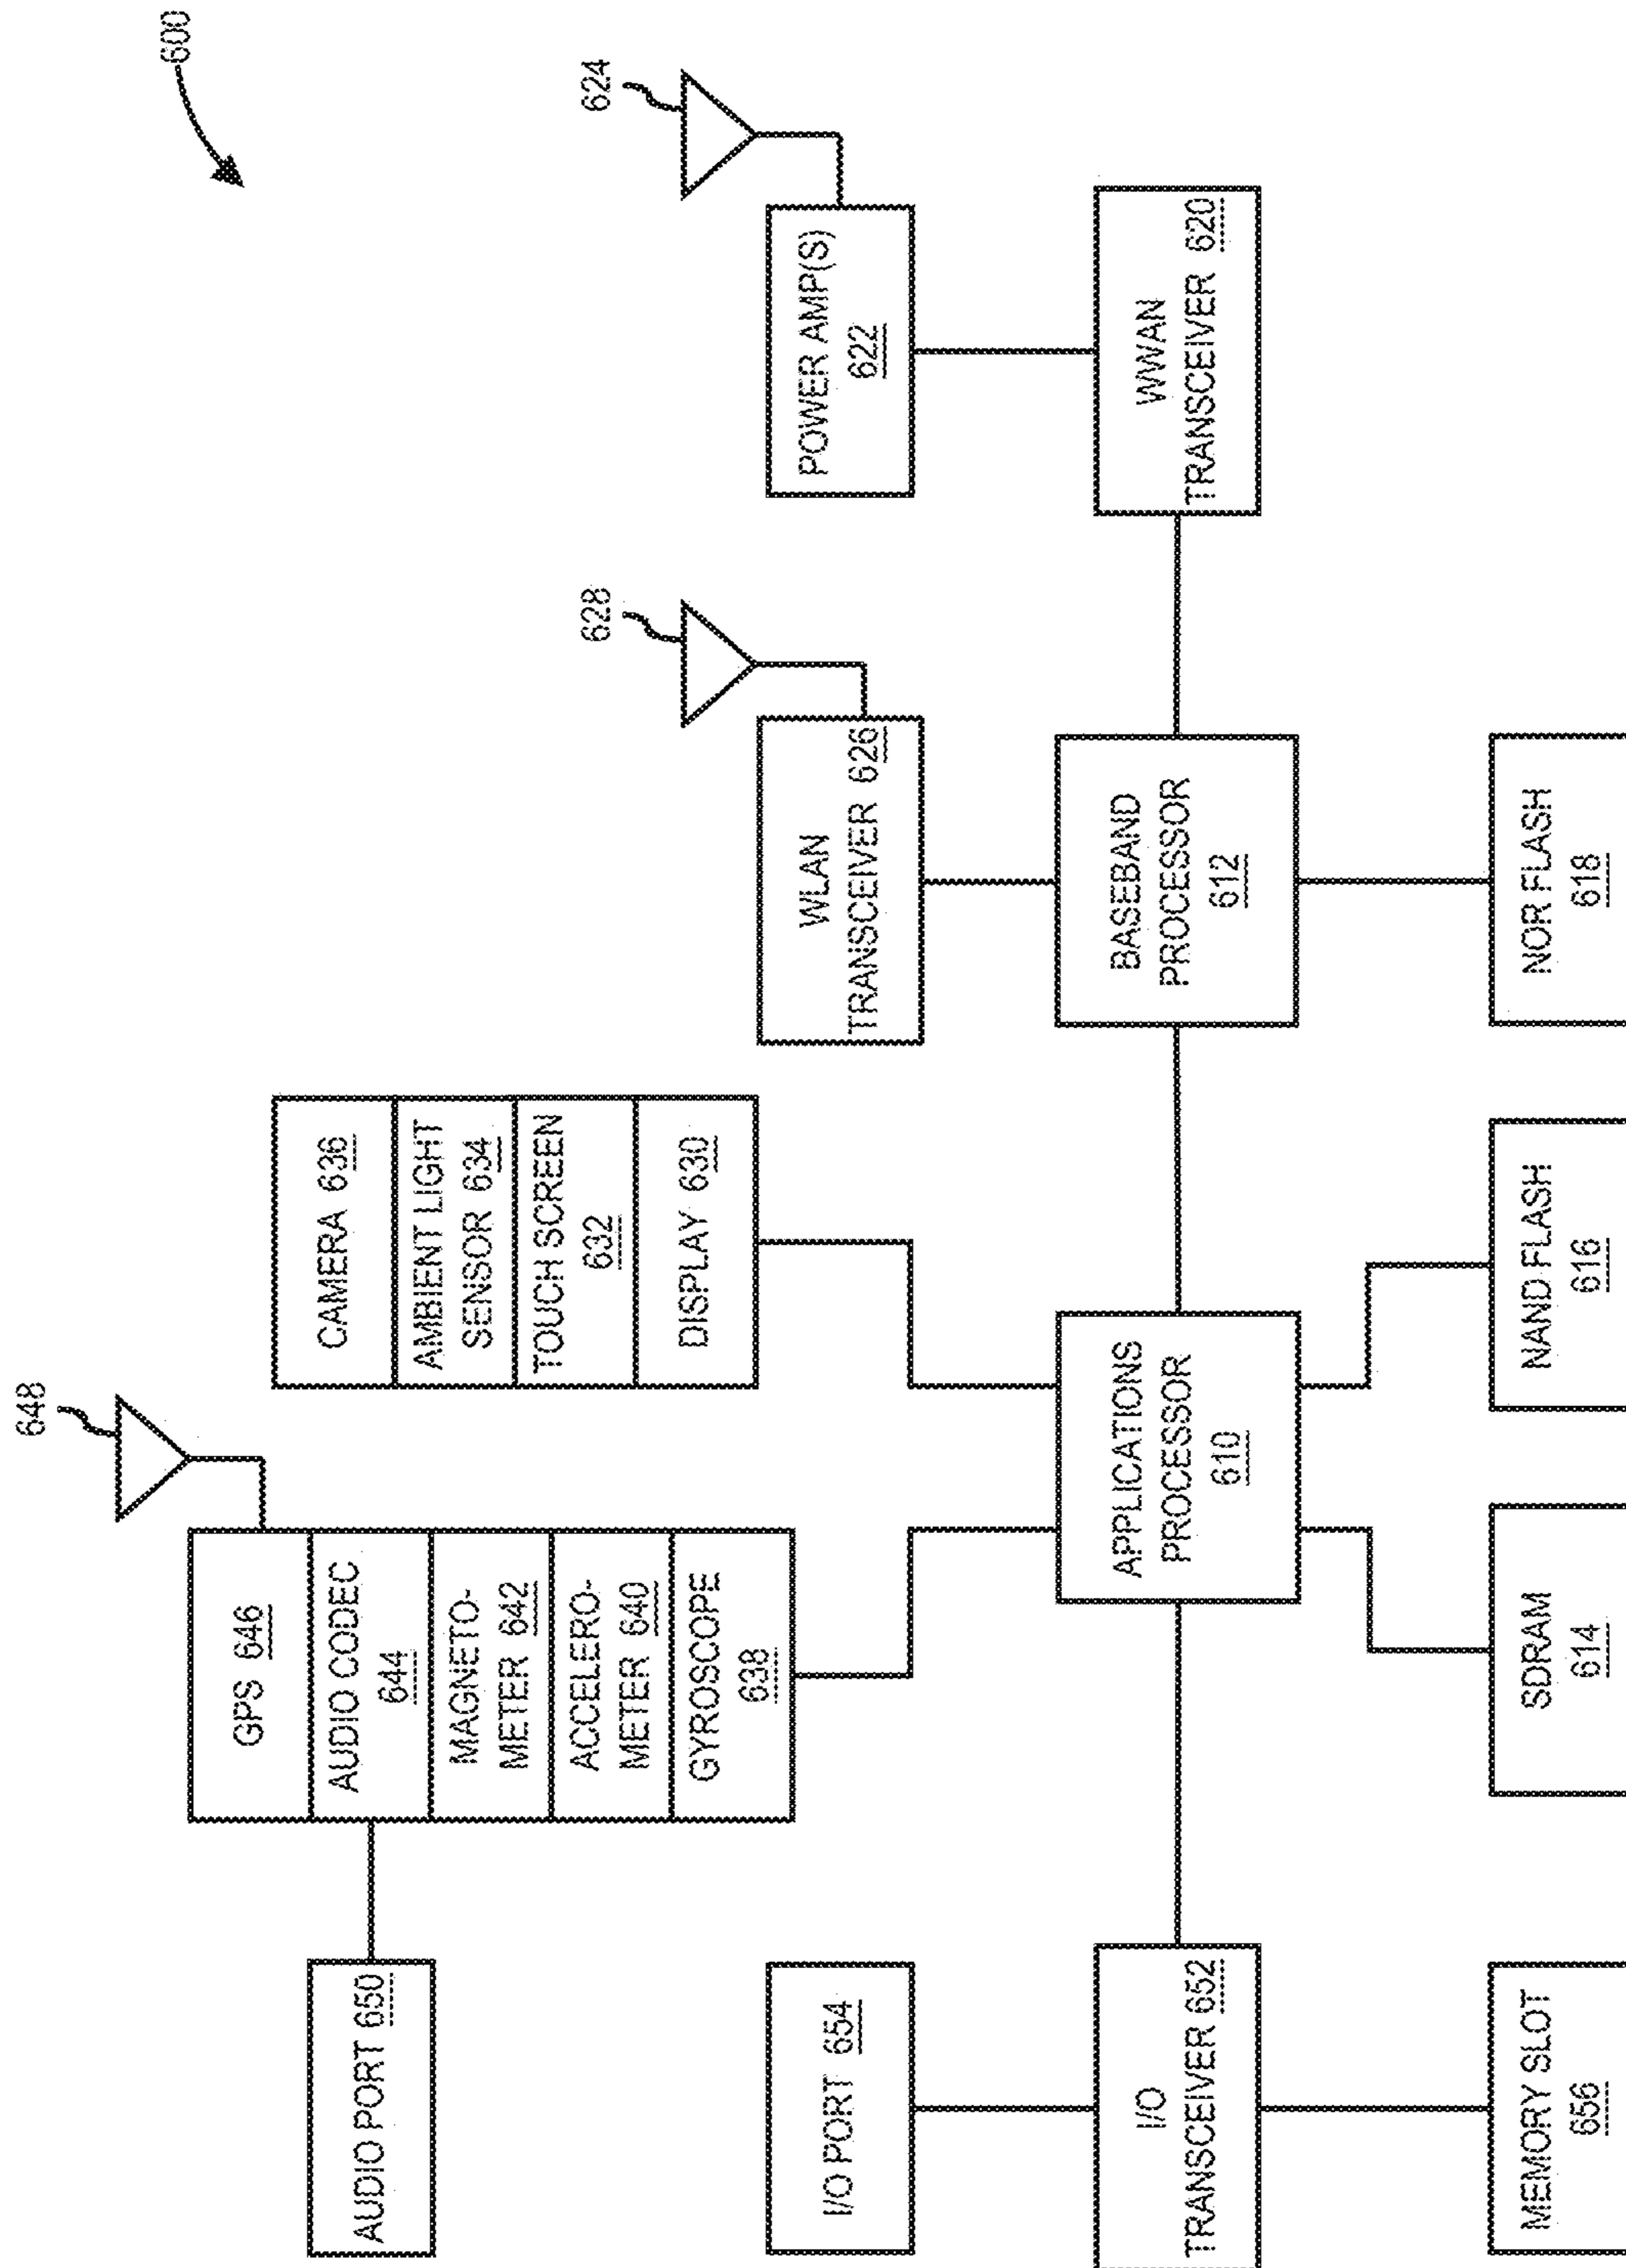 600
648
GPS 646
AUDIO CODEC
644
MAGNETO-
METER 642
ACCELERO-
METER 640
GYROSCOPE
638
AUDIO PORT 650
CAMERA 636
AMBIENT LIGHT
SENSOR 634
TOUCH SCREEN
632
DISPLAY 630
628
624
I/O PORT 654
WLAN
TRANSCEIVER 626
POWER AMP(S)
622
I/O
TRANSCEIVER 652
APPLICATIONS
PROCESSOR
610
BASEBAND
PROCESSOR
612
WWAN
TRANSCEIVER 620
MEMORY SLOT
656
SDRAM
614
NAND FLASH
616
NOR FLASH
618